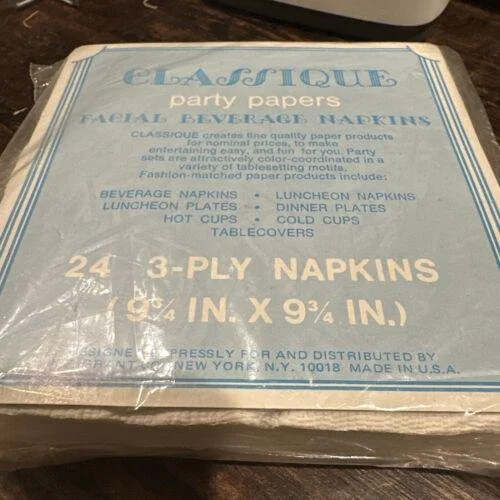 CLASSIQUE
party papers
FACIAL BEVERAGE NAPKINS
CLASSIQUE creates fine quality paper products
for nominal prices, to make
entertaining easy, and fun for you. Party
sets are attractively color-coordinated in a
variety of tablesetting motifs.
Fashion-matched paper products include:
BEVERAGE NAPKINS • LUNCHEON NAPKINS
LUNCHEON PLATES • DINNER PLATES
HOT CUPS • COLD CUPS
TABLECOVERS
24 3-PLY NAPKINS
(9¾ IN. X 9¾ IN.)
EXPRESSLY FOR AND DISTRIBUTED BY
GRANT NEW YORK, N.Y. 10018 MADE IN U.S.A.